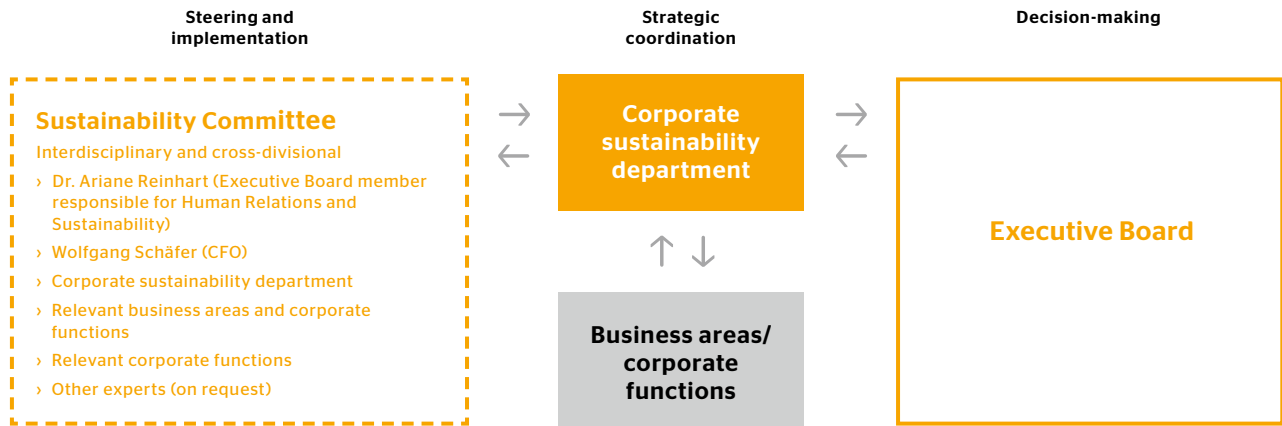 Steering and
implementation
Strategic
coordination
Decision-making
Sustainability Committee
Interdisciplinary and cross-divisional
› Dr. Ariane Reinhart (Executive Board member
responsible for Human Relations and
Sustainability)
› Wolfgang Schäfer (CFO)
› Corporate sustainability department
› Relevant business areas and corporate
functions
› Relevant corporate functions
› Other experts (on request)
Corporate
sustainability
department
Business areas/
corporate
functions
Executive Board